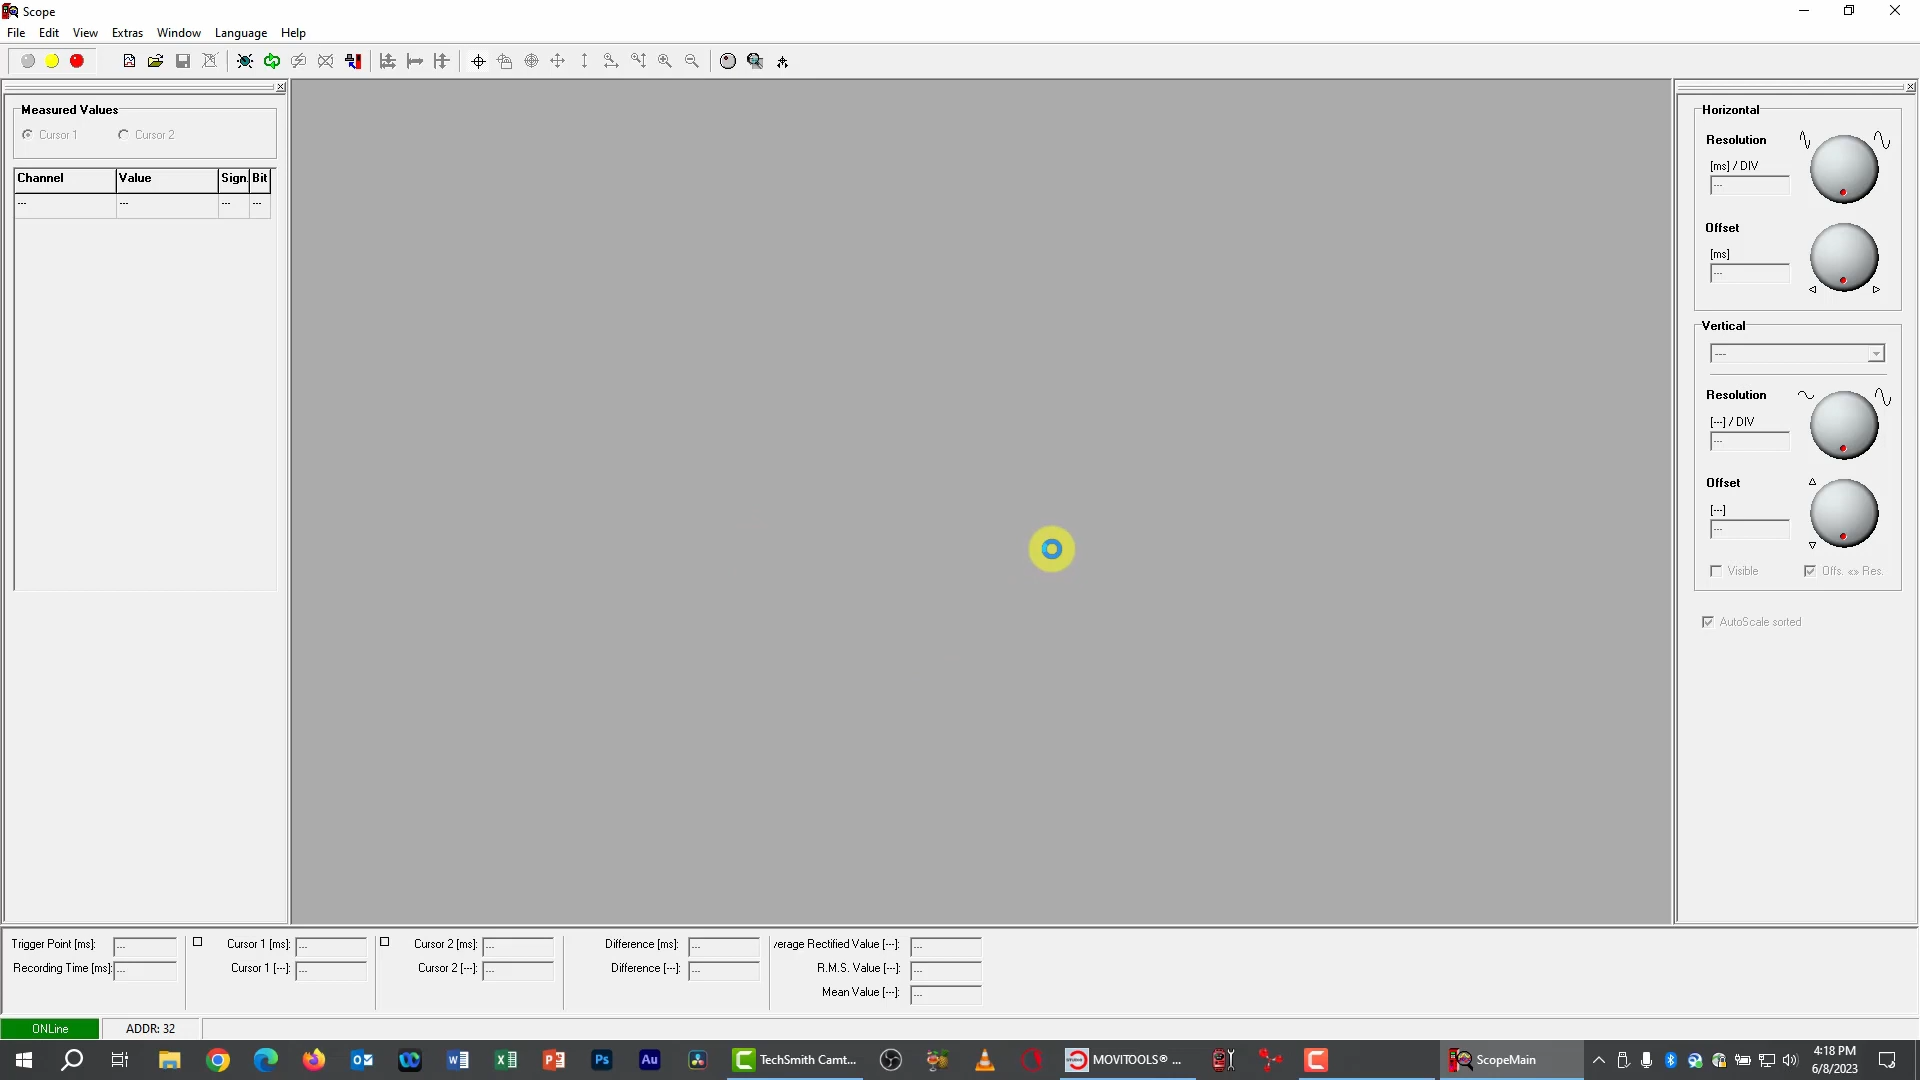 Scope
File Edit View Extras Window Language Help
Measured Values
Cursor 1 Cursor 2
Channel Value Sign. Bit
--- --- --- ---
Horizontal
Resolution
[ms] / DIV
---
Offset
[ms]
---
Vertical
---
Resolution
[---] / DIV
---
Offset
[---]
---
Visible Offs. <> Res.
AutoScale sorted
Trigger Point [ms]: --- Cursor 1 [ms]: --- Cursor 2 [ms]: --- Difference [ms]: --- verage Rectified Value [---]: ---
Recording Time [ms]: --- Cursor 1 [---]: --- Cursor 2 [---]: --- Difference [---]: --- R.M.S. Value [---]: ---
Mean Value [---]: ---
ONLine ADDR: 32
TechSmith Camt... MOVITOOLS® ... ScopeMain
4:18 PM
6/8/2023